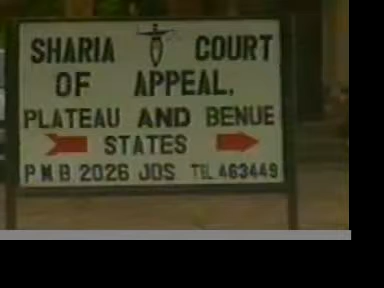 SHARIA COURT
OF APPEAL.
PLATEAU AND BENUE
STATES
P.M.B. 2026 JOS TEL. 463449